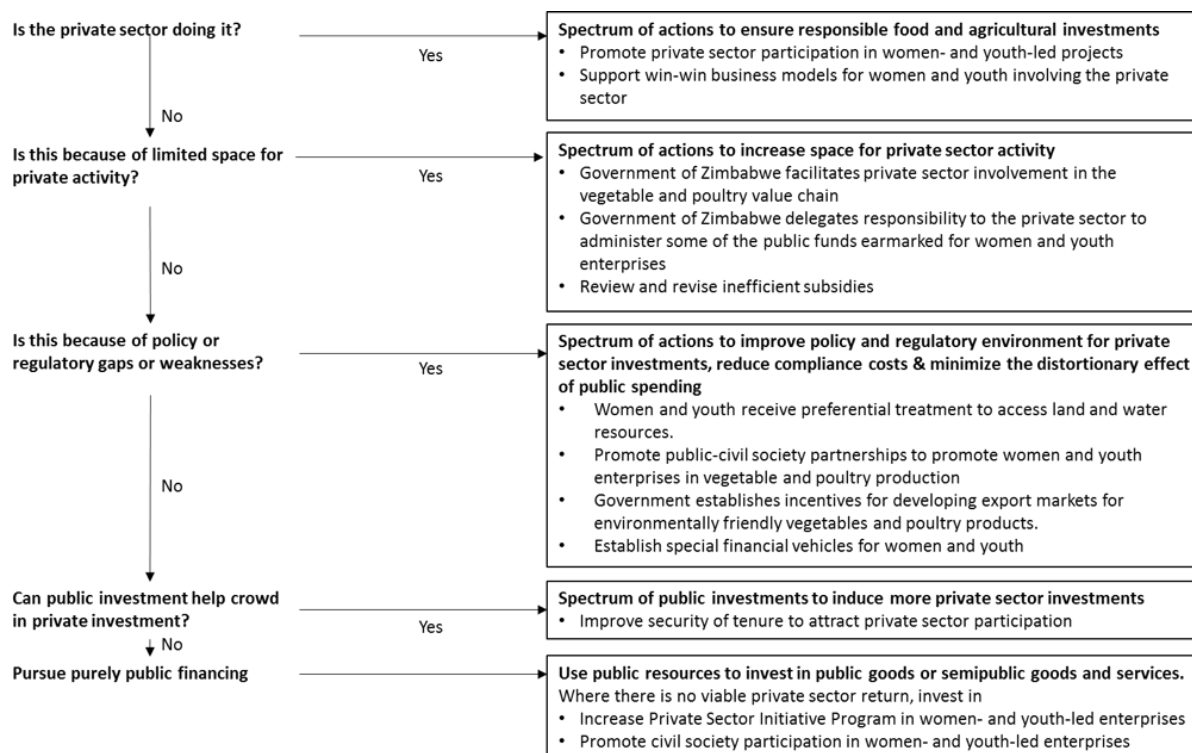 Is the private sector doing it?
Yes
Spectrum of actions to ensure responsible food and agricultural investments
• Promote private sector participation in women- and youth-led projects
• Support win-win business models for women and youth involving the private
sector
No
Is this because of limited space for
private activity?
Yes
Spectrum of actions to increase space for private sector activity
• Government of Zimbabwe facilitates private sector involvement in the
vegetable and poultry value chain
• Government of Zimbabwe delegates responsibility to the private sector to
administer some of the public funds earmarked for women and youth
enterprises
• Review and revise inefficient subsidies
No
Is this because of policy or
regulatory gaps or weaknesses?
Yes
Spectrum of actions to improve policy and regulatory environment for private
sector investments, reduce compliance costs & minimize the distortionary effect
of public spending
• Women and youth receive preferential treatment to access land and water
resources.
• Promote public-civil society partnerships to promote women and youth
enterprises in vegetable and poultry production
• Government establishes incentives for developing export markets for
environmentally friendly vegetables and poultry products.
• Establish special financial vehicles for women and youth
No
Can public investment help crowd
in private investment?
Yes
Spectrum of public investments to induce more private sector investments
• Improve security of tenure to attract private sector participation
No
Pursue purely public financing
Use public resources to invest in public goods or semipublic goods and services.
Where there is no viable private sector return, invest in
• Increase Private Sector Initiative Program in women- and youth-led enterprises
• Promote civil society participation in women- and youth-led enterprises